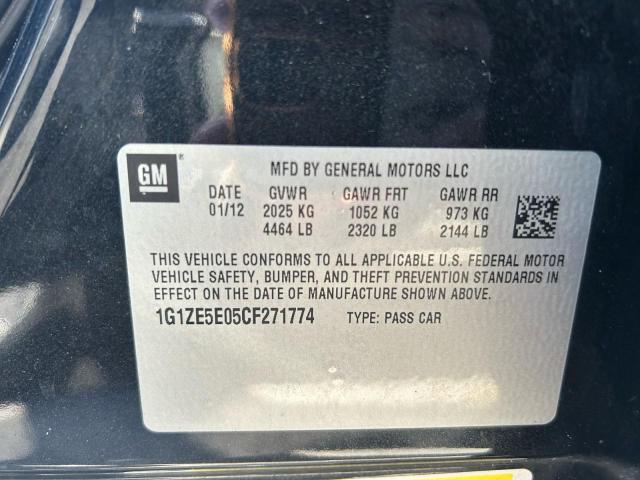 GM
MFD BY GENERAL MOTORS LLC
DATE GVWR GAWR FRT GAWR RR
01/12 2025 KG 1052 KG 973 KG
4464 LB 2320 LB 2144 LB
THIS VEHICLE CONFORMS TO ALL APPLICABLE U.S. FEDERAL MOTOR
VEHICLE SAFETY, BUMPER, AND THEFT PREVENTION STANDARDS IN
EFFECT ON THE DATE OF MANUFACTURE SHOWN ABOVE.
1G1ZE5E05CF271774 TYPE: PASS CAR